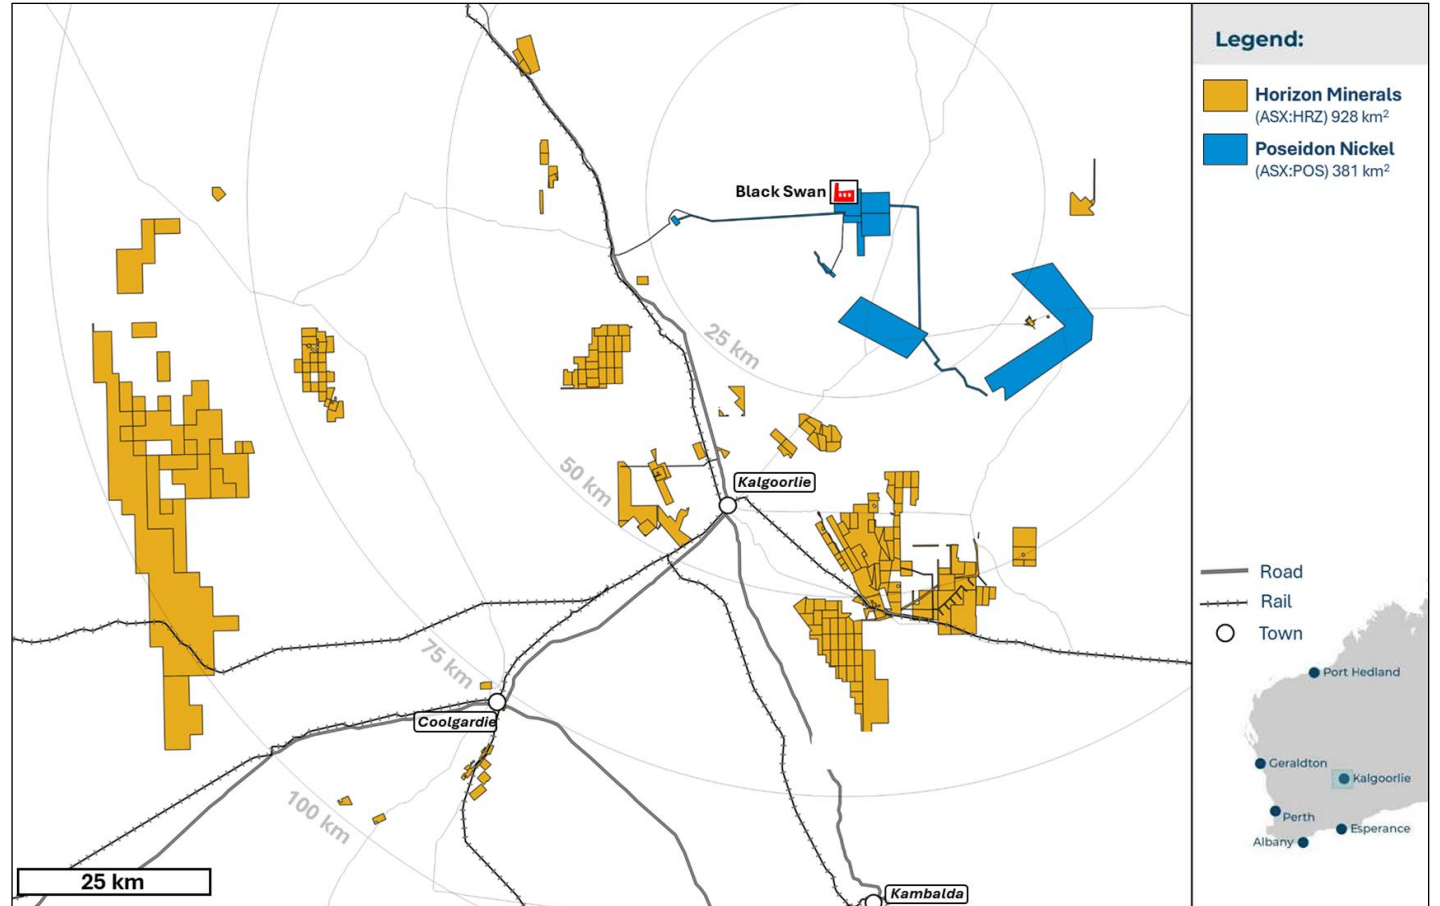 Legend:
Horizon Minerals
(ASX:HRZ) 928 km²
Poseidon Nickel
(ASX:POS) 381 km²
Black Swan
25 km
50 km
Kalgoorlie
75 km
Coolgardie
100 km
25 km
Kambalda
Road
Rail
Town
Port Hedland
Geraldton
Kalgoorlie
Perth
Esperance
Albany